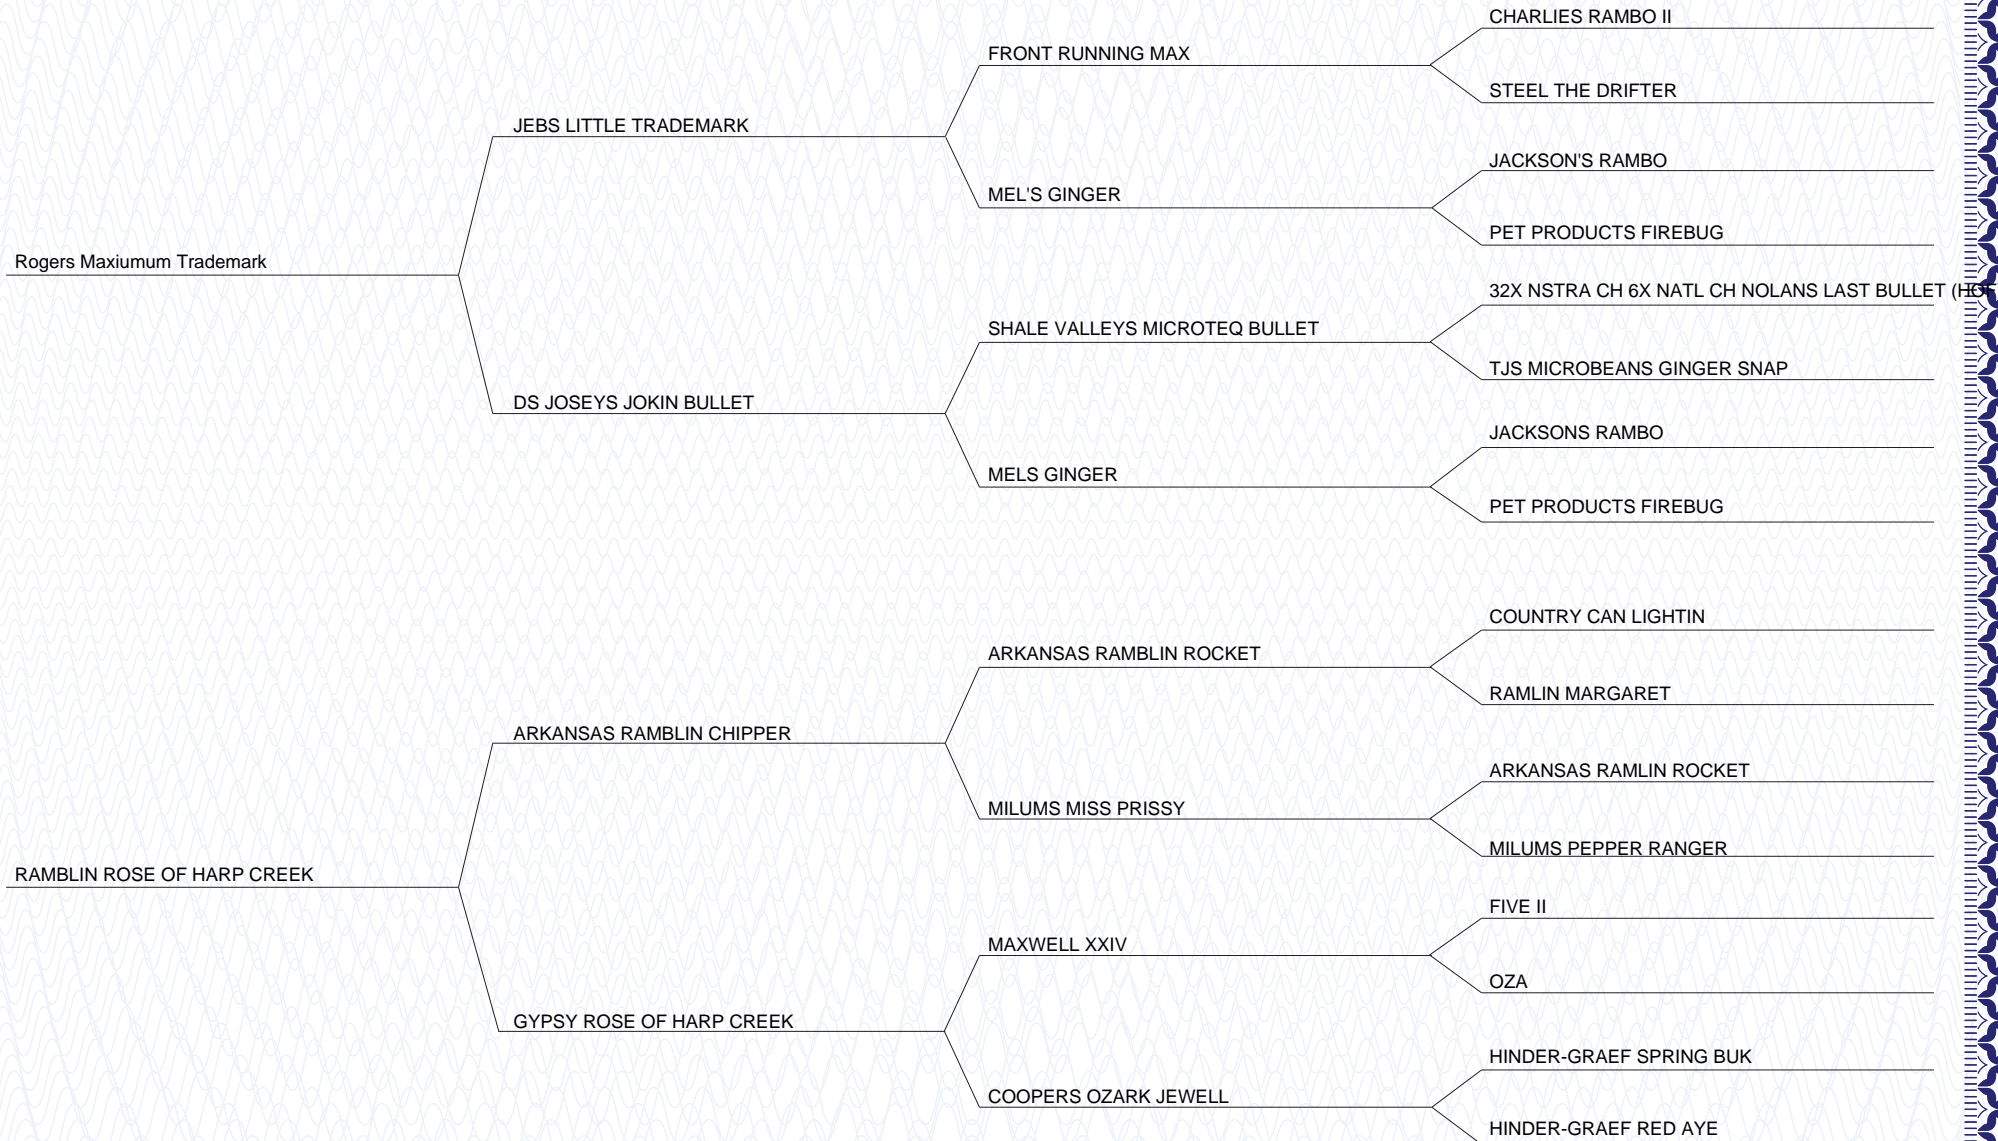 CHARLIES RAMBO II
FRONT RUNNING MAX
STEEL THE DRIFTER
JEBS LITTLE TRADEMARK
JACKSON'S RAMBO
MEL'S GINGER
PET PRODUCTS FIREBUG
Rogers Maxiumum Trademark
32X NSTRA CH 6X NATL CH NOLANS LAST BULLET (HOF
SHALE VALLEYS MICROTEQ BULLET
TJS MICROBEANS GINGER SNAP
DS JOSEYS JOKIN BULLET
JACKSONS RAMBO
MELS GINGER
PET PRODUCTS FIREBUG
COUNTRY CAN LIGHTIN
ARKANSAS RAMBLIN ROCKET
RAMLIN MARGARET
ARKANSAS RAMBLIN CHIPPER
ARKANSAS RAMLIN ROCKET
MILUMS MISS PRISSY
MILUMS PEPPER RANGER
RAMBLIN ROSE OF HARP CREEK
FIVE II
MAXWELL XXIV
OZA
GYPSY ROSE OF HARP CREEK
HINDER-GRAEF SPRING BUK
COOPERS OZARK JEWELL
HINDER-GRAEF RED AYE